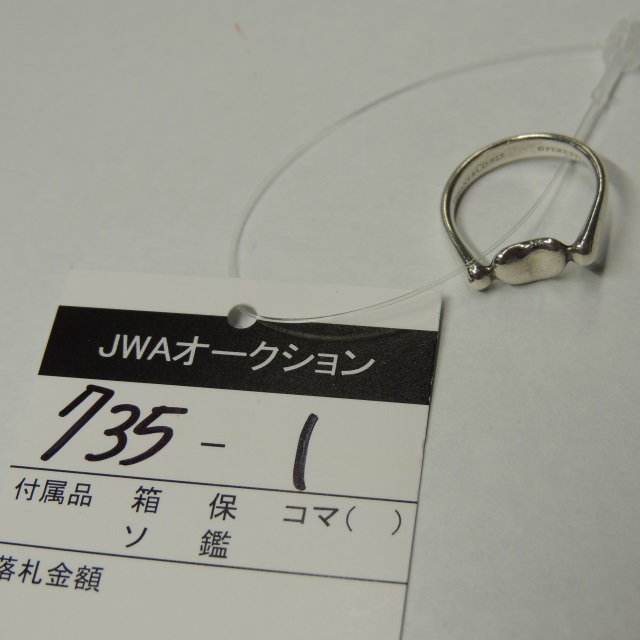 JWAオークション
735-1
付属品 箱 保 コマ( )
ソ 鑑
落札金額